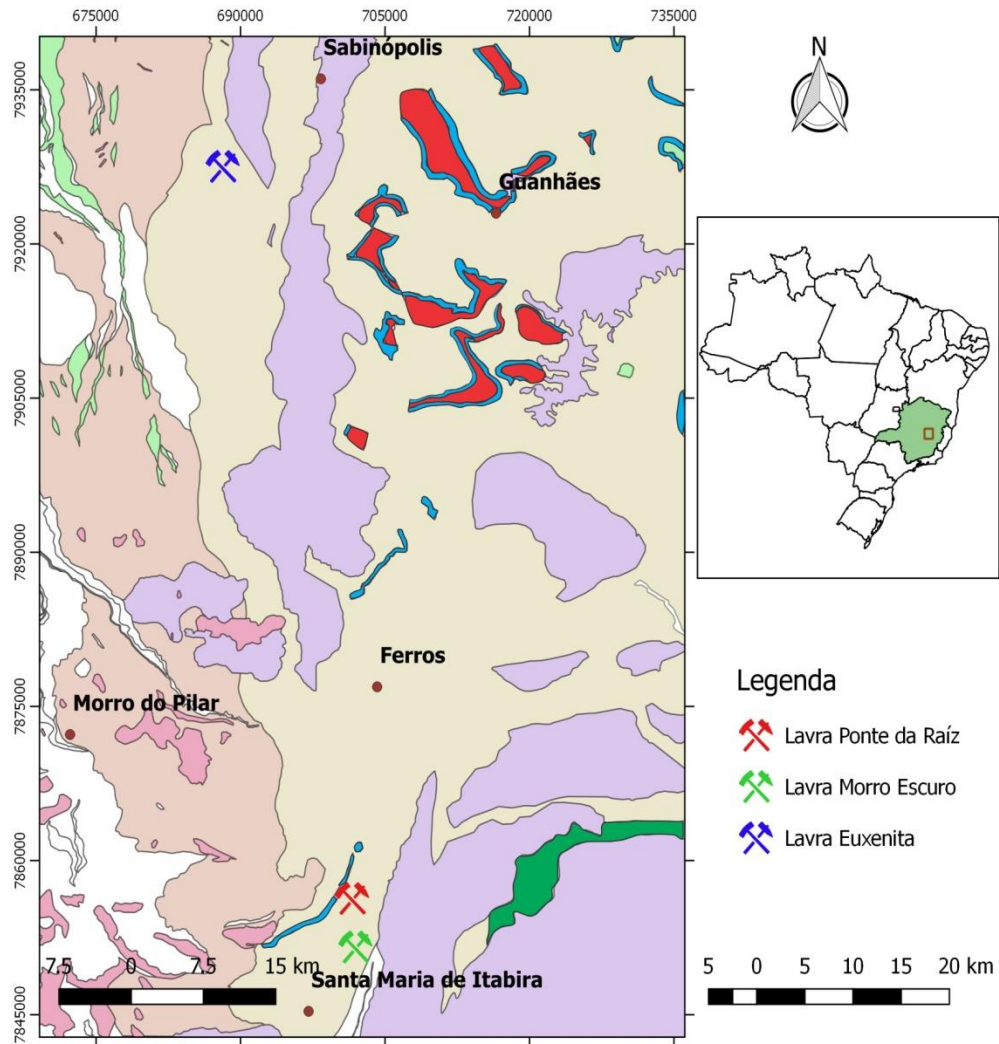 675000 690000 705000 720000 735000
N
Sabinópolis
7935000
Guanhães
7920000
7905000
7890000
Ferros
7875000
Morro do Pilar
Legenda
Lavra Ponte da Raíz
Lavra Morro Escuro
Lavra Euxenita
7860000
7,5 0 7,5 15 km
Santa Maria de Itabira
5 0 5 10 15 20 km
7845000